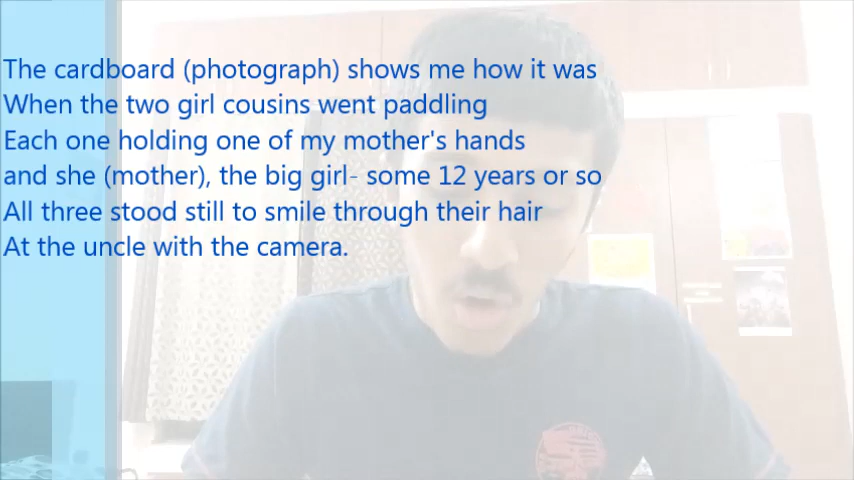 The cardboard (photograph) shows me how it was
When the two girl cousins went paddling
Each one holding one of my mother's hands
and she (mother), the big girl- some 12 years or so
All three stood still to smile through their hair
At the uncle with the camera.